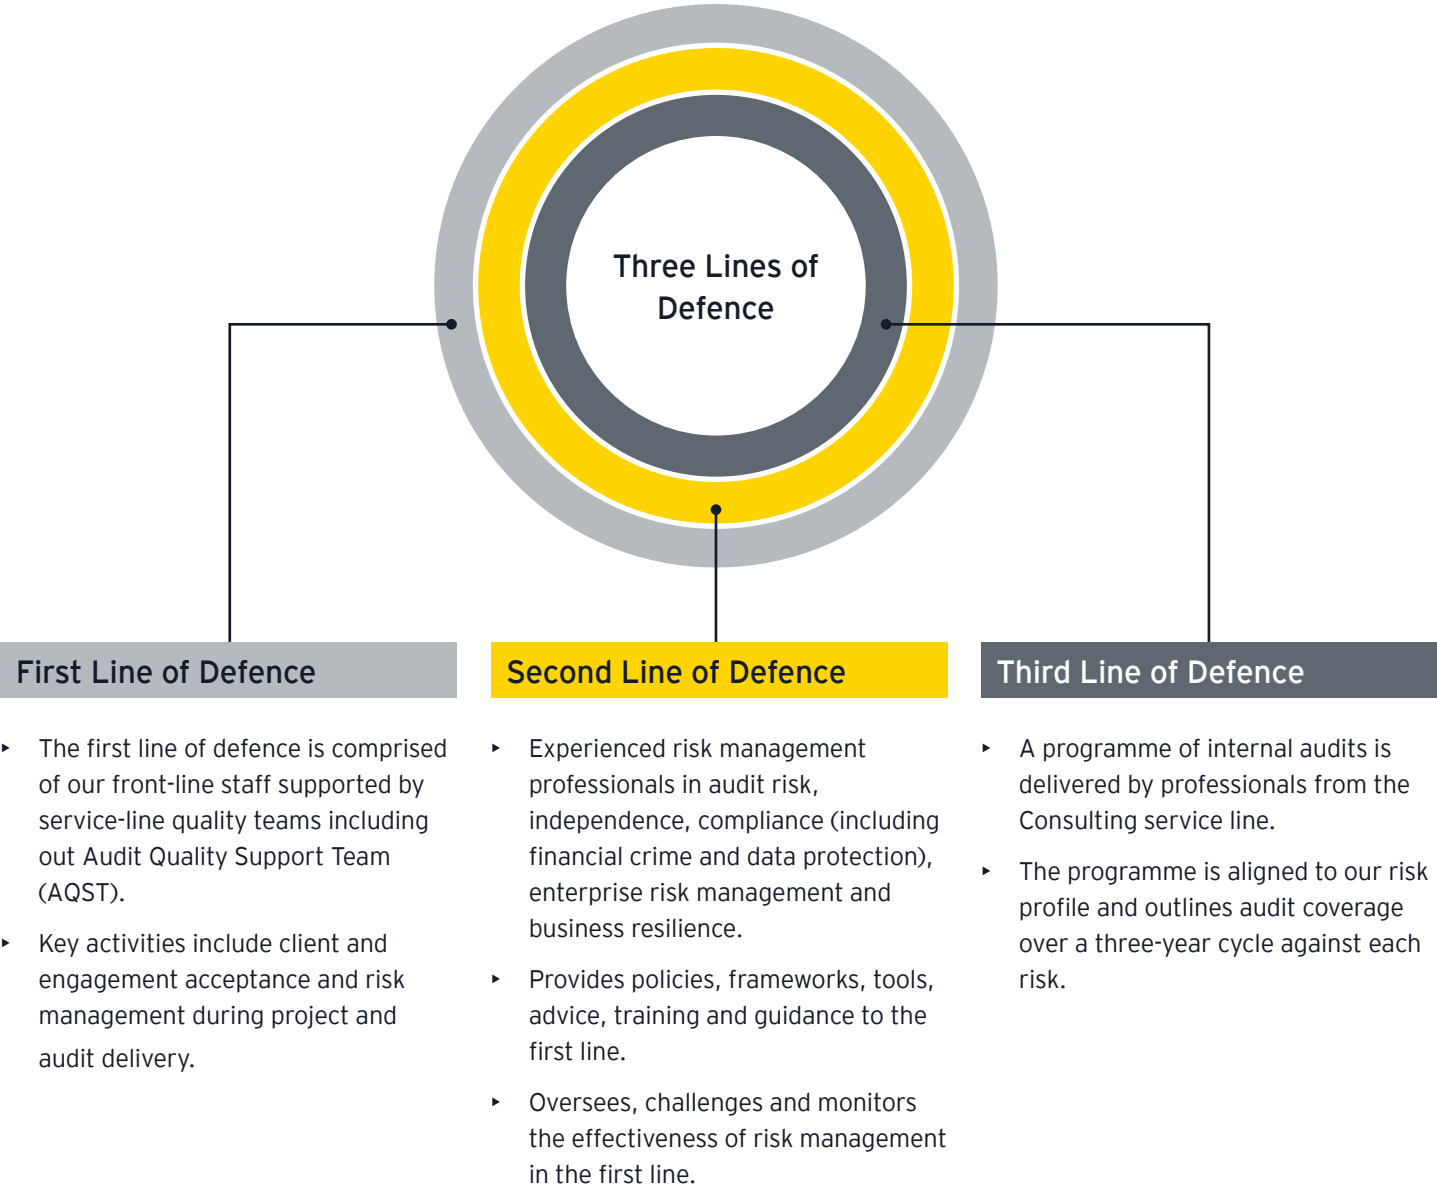 Three Lines of
Defence
First Line of Defence
‣ The first line of defence is comprised
of our front-line staff supported by
service-line quality teams including
out Audit Quality Support Team
(AQST).
‣ Key activities include client and
engagement acceptance and risk
management during project and
audit delivery.
Second Line of Defence
‣ Experienced risk management
professionals in audit risk,
independence, compliance (including
financial crime and data protection),
enterprise risk management and
business resilience.
‣ Provides policies, frameworks, tools,
advice, training and guidance to the
first line.
‣ Oversees, challenges and monitors
the effectiveness of risk management
in the first line.
Third Line of Defence
‣ A programme of internal audits is
delivered by professionals from the
Consulting service line.
‣ The programme is aligned to our risk
profile and outlines audit coverage
over a three-year cycle against each
risk.